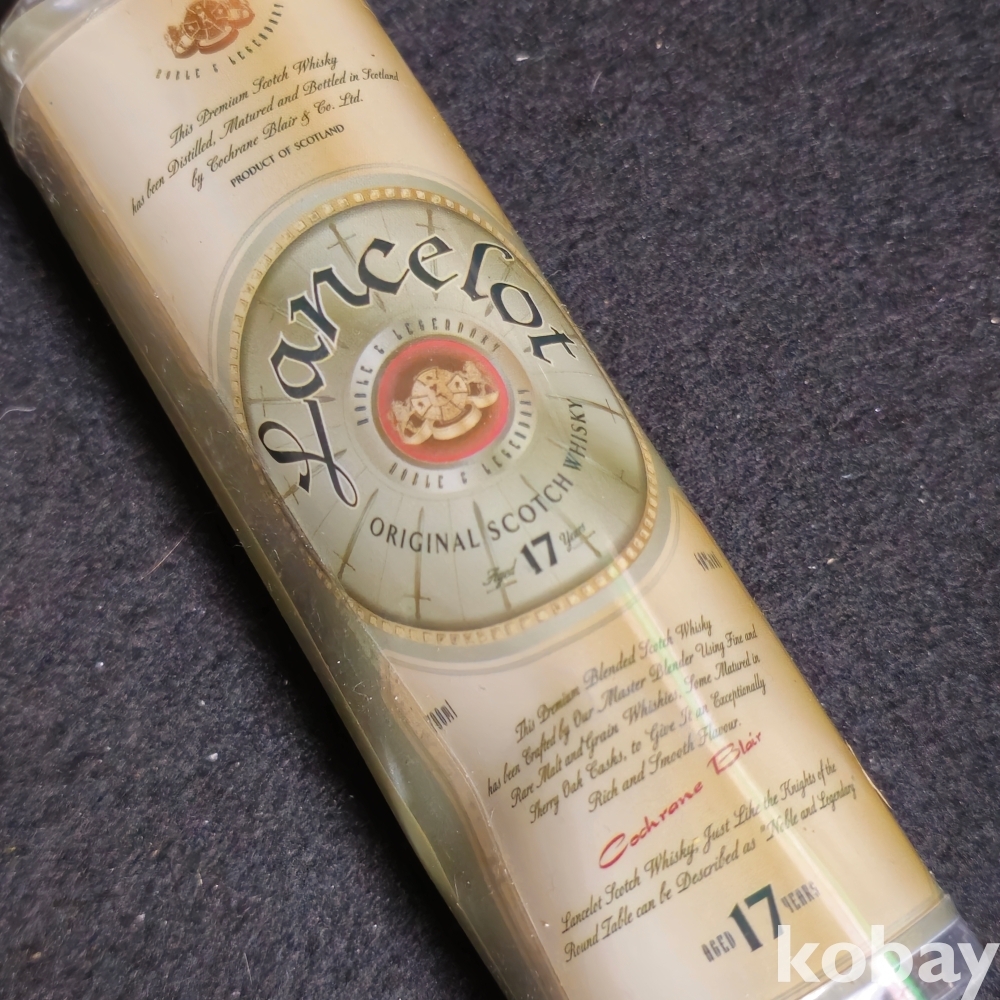 NOBLE & LEGENDARY
This Premium Scotch Whisky
has been Distilled, Matured and Bottled in Scotland
by Cochrane Blair & Co. Ltd.
PRODUCT OF SCOTLAND
Lancelot
NOBLE & LEGENDARY
NOBLE & LEGENDARY
ORIGINAL SCOTCH WHISKY
Aged 17 Years
700ml
This Premium Blended Scotch Whisky
has been Crafted by Our Master Blender Using Fine and
Rare Malt and Grain Whiskies, Some Matured in
Sherry Oak Casks, to Give It an Exceptionally
Rich and Smooth Flavour.
Cochrane Blair
Lancelot Scotch Whisky, Just Like the Knights of the
Round Table can be Described as "Noble and Legendary"
AGED 17 YEARS
kobay